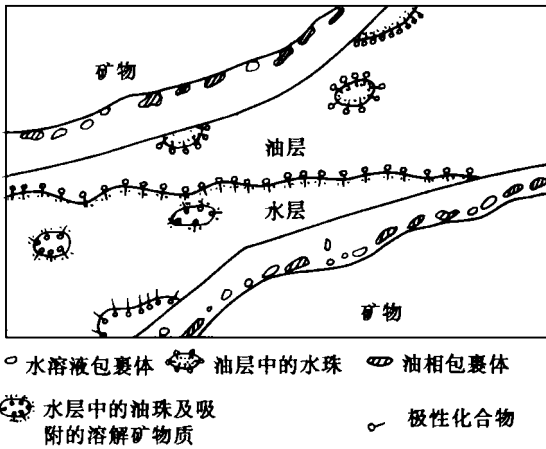 矿物
油层
水层
矿物
水溶液包裹体 油层中的水珠 油相包裹体
水层中的油珠及吸
附的溶解矿物质
极性化合物